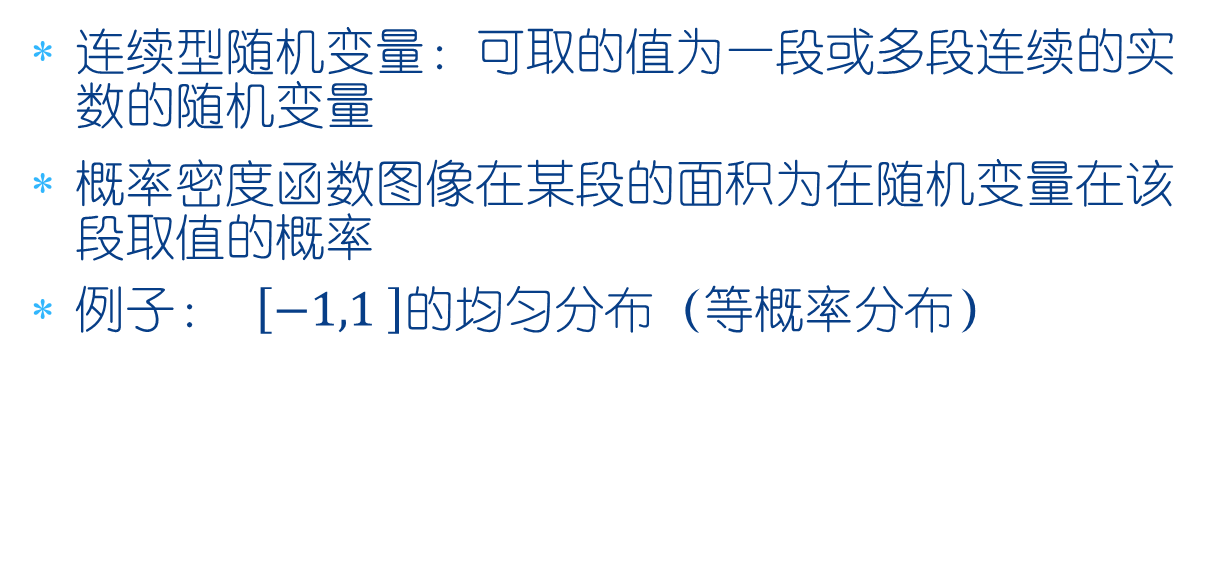 * 连续型随机变量：可取的值为一段或多段连续的实
数的随机变量
* 概率密度函数图像在某段的面积为在随机变量在该
段取值的概率
* 例子： [−1,1 ]的均匀分布（等概率分布）